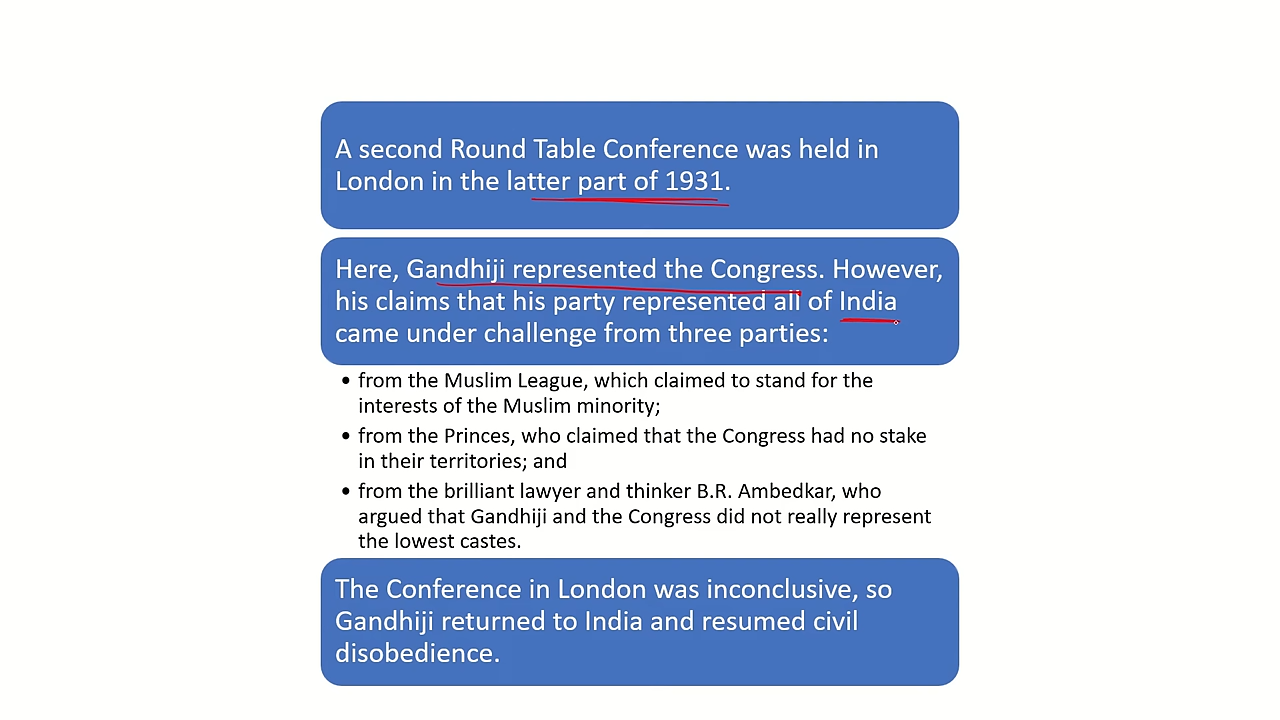 A second Round Table Conference was held in
London in the latter part of 1931.
Here, Gandhiji represented the Congress. However,
his claims that his party represented all of India
came under challenge from three parties:
• from the Muslim League, which claimed to stand for the
interests of the Muslim minority;
• from the Princes, who claimed that the Congress had no stake
in their territories; and
• from the brilliant lawyer and thinker B.R. Ambedkar, who
argued that Gandhiji and the Congress did not really represent
the lowest castes.
The Conference in London was inconclusive, so
Gandhiji returned to India and resumed civil
disobedience.